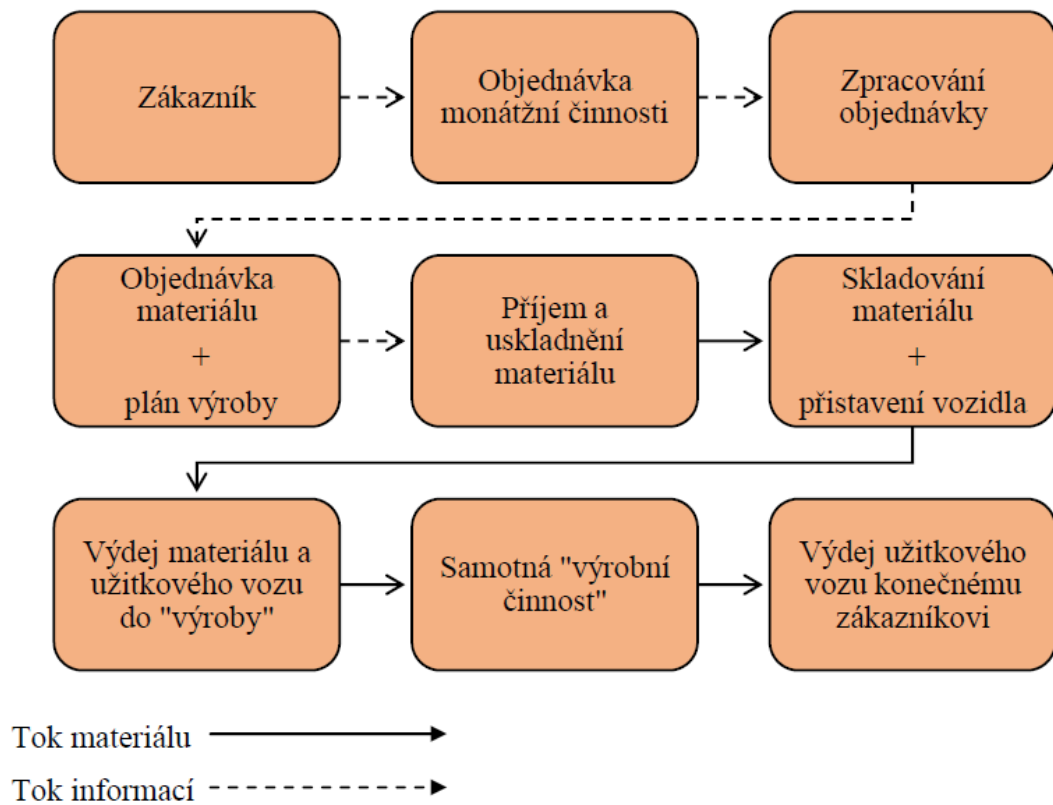 Zákazník
Objednávka
monátžní činnosti
Zpracování
objednávky
Objednávka
materiálu
+
plán výroby
Příjem a
uskladnění
materiálu
Skladování
materiálu
+
přistavení vozidla
Výdej materiálu a
užitkového vozu
do "výroby"
Samotná "výrobní
činnost"
Výdej užitkového
vozu konečnému
zákazníkovi
Tok materiálu
Tok informací